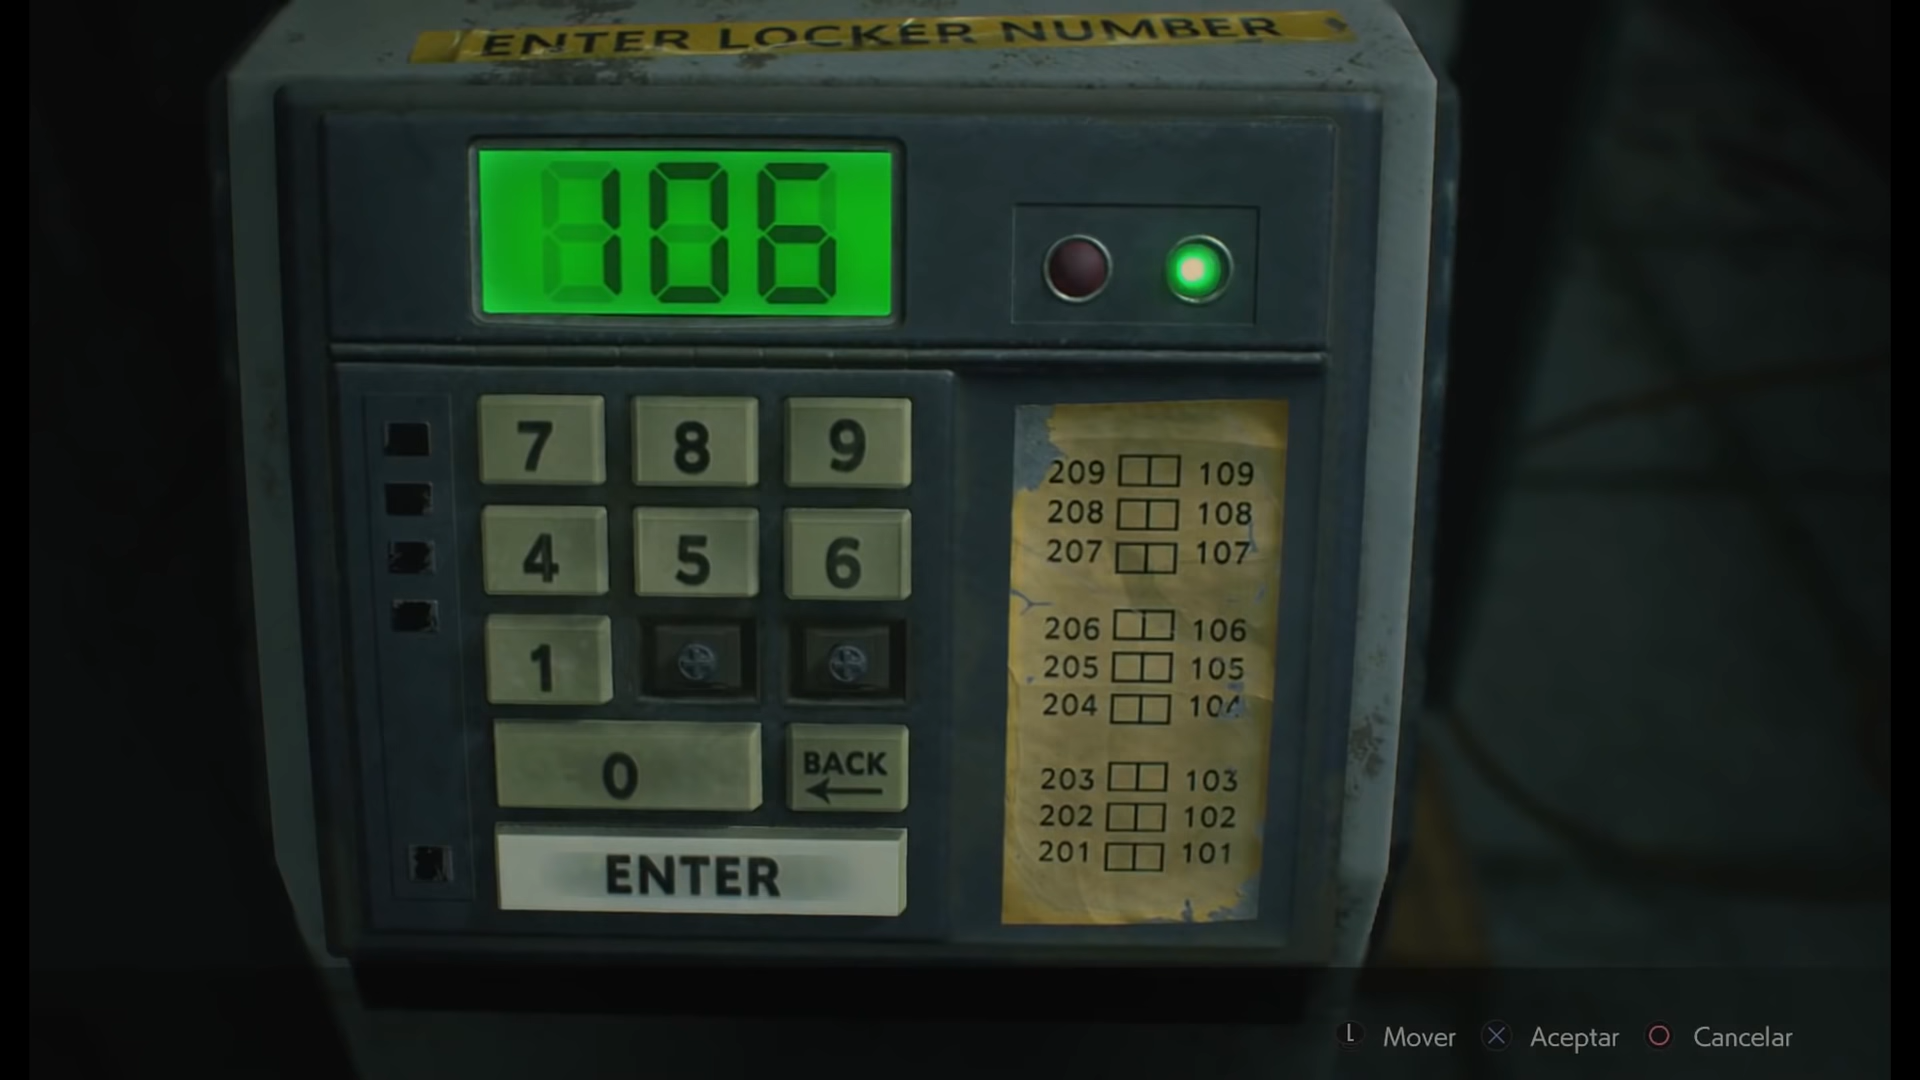 ENTER LOCKER NUMBER
106
7 8 9
4 5 6
1
0 BACK
ENTER
209 109
208 108
207 107
206 106
205 105
204 104
203 103
202 102
201 101
L Mover Aceptar Cancelar